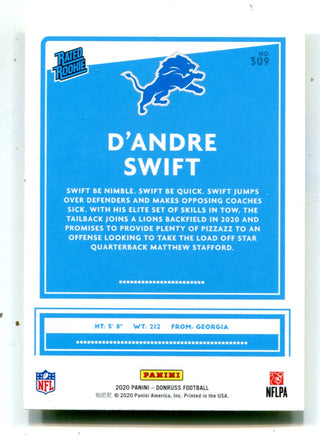 RATED
ROOKIE
NO.
309
D'ANDRE
SWIFT
SWIFT BE NIMBLE. SWIFT BE QUICK. SWIFT JUMPS
OVER DEFENDERS AND MAKES OPPOSING COACHES
SICK. WITH HIS ELITE SET OF SKILLS IN TOW, THE
TAILBACK JOINS A LIONS BACKFIELD IN 2020 AND
PROMISES TO PROVIDE PLENTY OF PIZZAZZ TO AN
OFFENSE LOOKING TO TAKE THE LOAD OFF STAR
QUARTERBACK MATTHEW STAFFORD.
HT: 5' 8" WT: 212 FROM: GEORGIA
NFL
PANINI
2020 PANINI - DONRUSS FOOTBALL
帕尼尼 © 2020 Panini America, Inc. Printed in the USA.
NFLPA